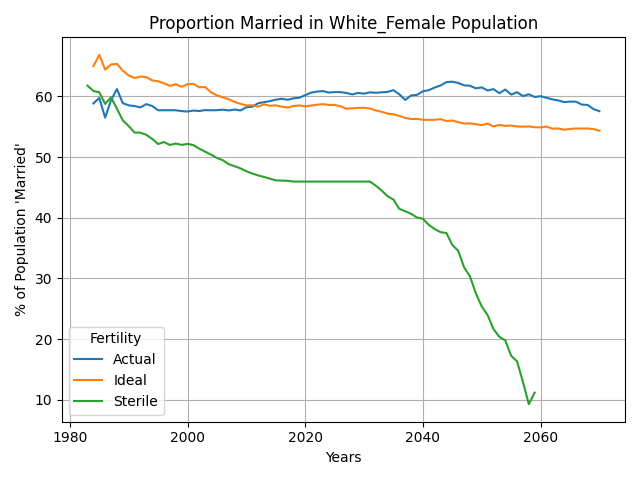 Proportion Married in White_Female Population
% of Population 'Married'
60
50
40
30
20
10
Fertility
Actual
Ideal
Sterile
1980 2000 2020 2040 2060
Years